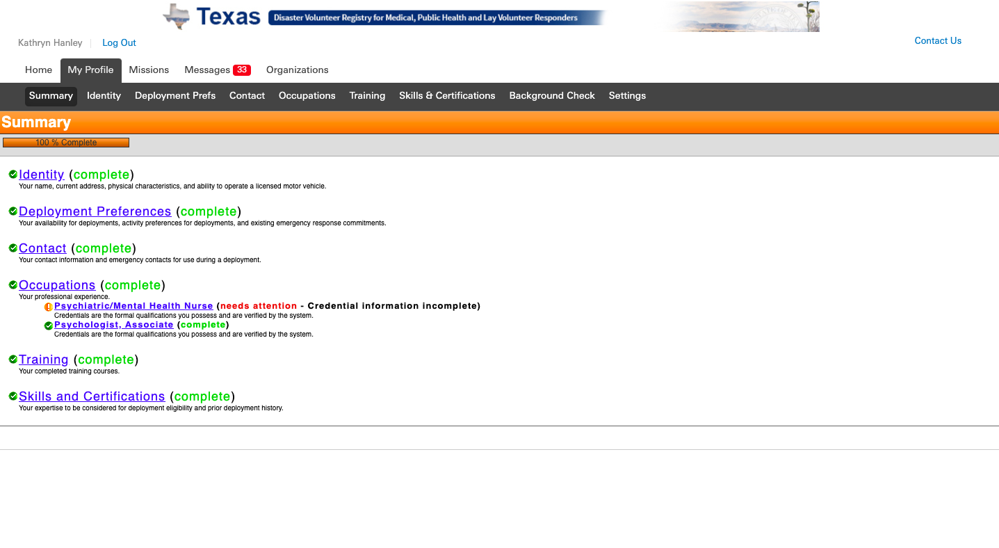 Texas Disaster Volunteer Registry for Medical, Public Health and Lay Volunteer Responders
Kathryn Hanley Log Out Contact Us
Home My Profile Missions Messages 33 Organizations
Summary Identity Deployment Prefs Contact Occupations Training Skills & Certifications Background Check Settings
Summary
100 % Complete
Identity (complete)
Your name, current address, physical characteristics, and ability to operate a licensed motor vehicle.
Deployment Preferences (complete)
Your availability for deployments, activity preferences for deployments, and existing emergency response commitments.
Contact (complete)
Your contact information and emergency contacts for use during a deployment.
Occupations (complete)
Your professional experience.
Psychiatric/Mental Health Nurse (needs attention - Credential information incomplete)
Credentials are the formal qualifications you possess and are verified by the system.
Psychologist, Associate (complete)
Credentials are the formal qualifications you possess and are verified by the system.
Training (complete)
Your completed training courses.
Skills and Certifications (complete)
Your expertise to be considered for deployment eligibility and prior deployment history.